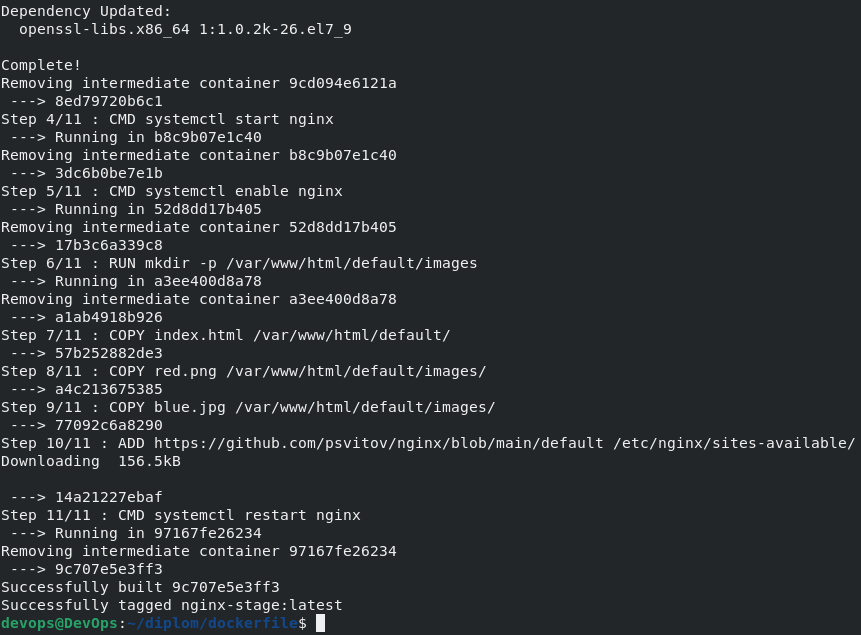 Dependency Updated:
  openssl-libs.x86_64 1:1.0.2k-26.el7_9
Complete!
Removing intermediate container 9cd094e6121a
 ---> 8ed79720b6c1
Step 4/11 : CMD systemctl start nginx
 ---> Running in b8c9b07e1c40
Removing intermediate container b8c9b07e1c40
 ---> 3dc6b0be7e1b
Step 5/11 : CMD systemctl enable nginx
 ---> Running in 52d8dd17b405
Removing intermediate container 52d8dd17b405
 ---> 17b3c6a339c8
Step 6/11 : RUN mkdir -p /var/www/html/default/images
 ---> Running in a3ee400d8a78
Removing intermediate container a3ee400d8a78
 ---> a1ab4918b926
Step 7/11 : COPY index.html /var/www/html/default/
 ---> 57b252882de3
Step 8/11 : COPY red.png /var/www/html/default/images/
 ---> a4c213675385
Step 9/11 : COPY blue.jpg /var/www/html/default/images/
 ---> 77092c6a8290
Step 10/11 : ADD https://github.com/psvitov/nginx/blob/main/default /etc/nginx/sites-available/
Downloading  156.5kB
 ---> 14a21227ebaf
Step 11/11 : CMD systemctl restart nginx
 ---> Running in 97167fe26234
Removing intermediate container 97167fe26234
 ---> 9c707e5e3ff3
Successfully built 9c707e5e3ff3
Successfully tagged nginx-stage:latest
devops@DevOps:~/diplom/dockerfile$